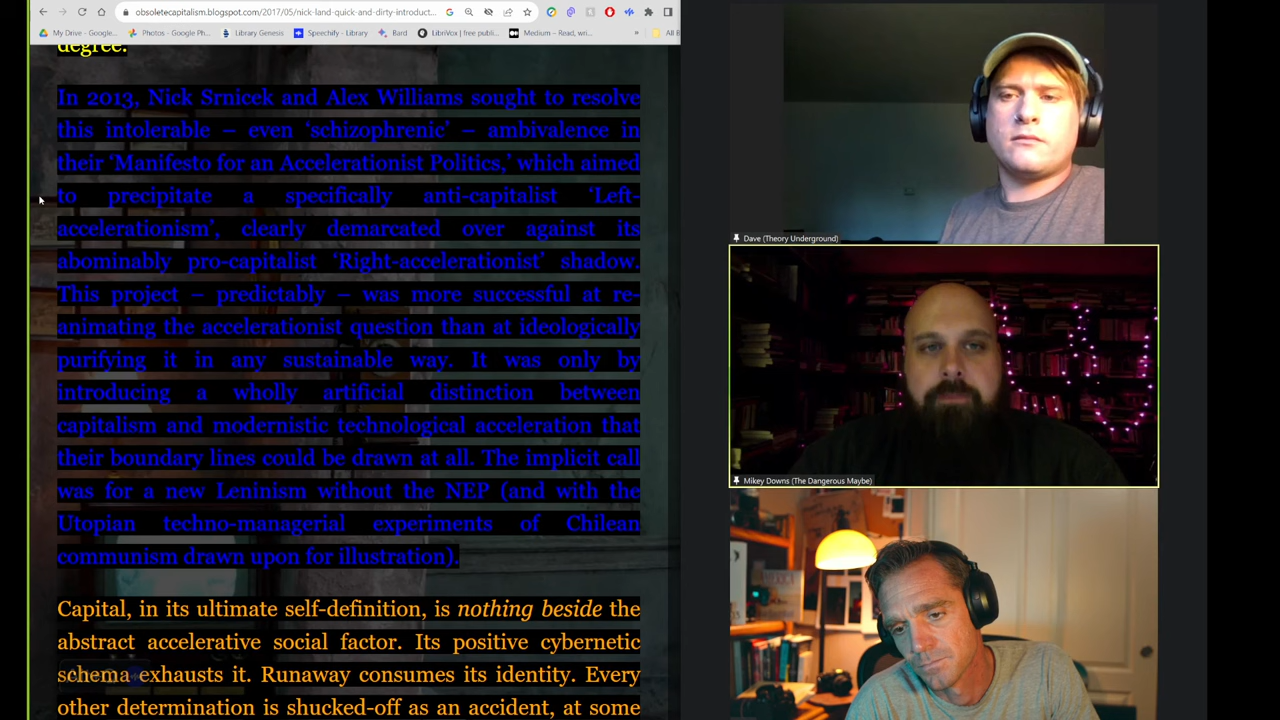 obsoletecapitalism.blogspot.com/2017/05/nick-land-quick-and-dirty-introduct...
My Drive - Google...
Photos - Google Ph...
Library Genesis
Speechify - Library
Bard
LibriVox | free publi...
Medium – Read, wri...
»
All B
degree.
In 2013, Nick Srnicek and Alex Williams sought to resolve
this intolerable – even ‘schizophrenic’ – ambivalence in
their ‘Manifesto for an Accelerationist Politics,’ which aimed
to precipitate a specifically anti-capitalist ‘Left-
accelerationism’, clearly demarcated over against its
abominably pro-capitalist ‘Right-accelerationist’ shadow.
This project – predictably – was more successful at re-
animating the accelerationist question than at ideologically
purifying it in any sustainable way. It was only by
introducing a wholly artificial distinction between
capitalism and modernistic technological acceleration that
their boundary lines could be drawn at all. The implicit call
was for a new Leninism without the NEP (and with the
Utopian techno-managerial experiments of Chilean
communism drawn upon for illustration).
Capital, in its ultimate self-definition, is nothing beside the
abstract accelerative social factor. Its positive cybernetic
schema exhausts it. Runaway consumes its identity. Every
other determination is shucked-off as an accident, at some
Dave (Theory Underground)
Mikey Downs (The Dangerous Maybe)